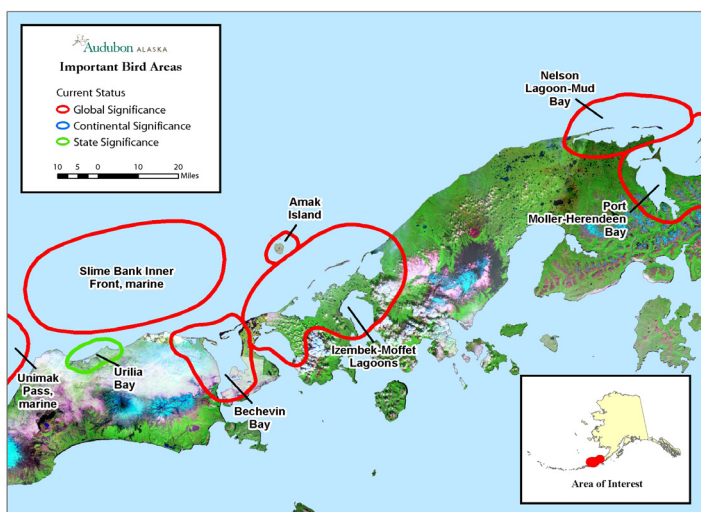 Audubon ALASKA
Important Bird Areas
Current Status
Global Significance
Continental Significance
State Significance
10 5 0 10 20
Miles
Nelson
Lagoon-Mud
Bay
Amak
Island
Port
Moller-Herendeen
Bay
Slime Bank Inner
Front, marine
Izembek-Moffet
Lagoons
Unimak
Pass,
marine
Urilia
Bay
Bechevin
Bay
Area of Interest